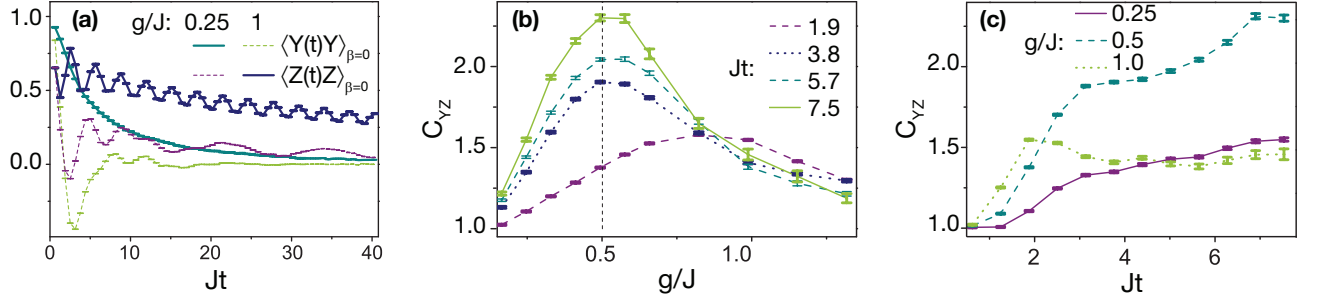 (a)
g/J: 0.25 1
⟨Y(t)Y⟩β=0
⟨Z(t)Z⟩β=0
1.0
0.5
0.0
0 10 20 30 40
Jt
(b)
C_YZ
2.0
1.5
1.0
0.5 1.0
g/J
Jt:
1.9
3.8
5.7
7.5
(c)
C_YZ
2.0
1.5
1.0
2 4 6
Jt
g/J:
0.25
0.5
1.0